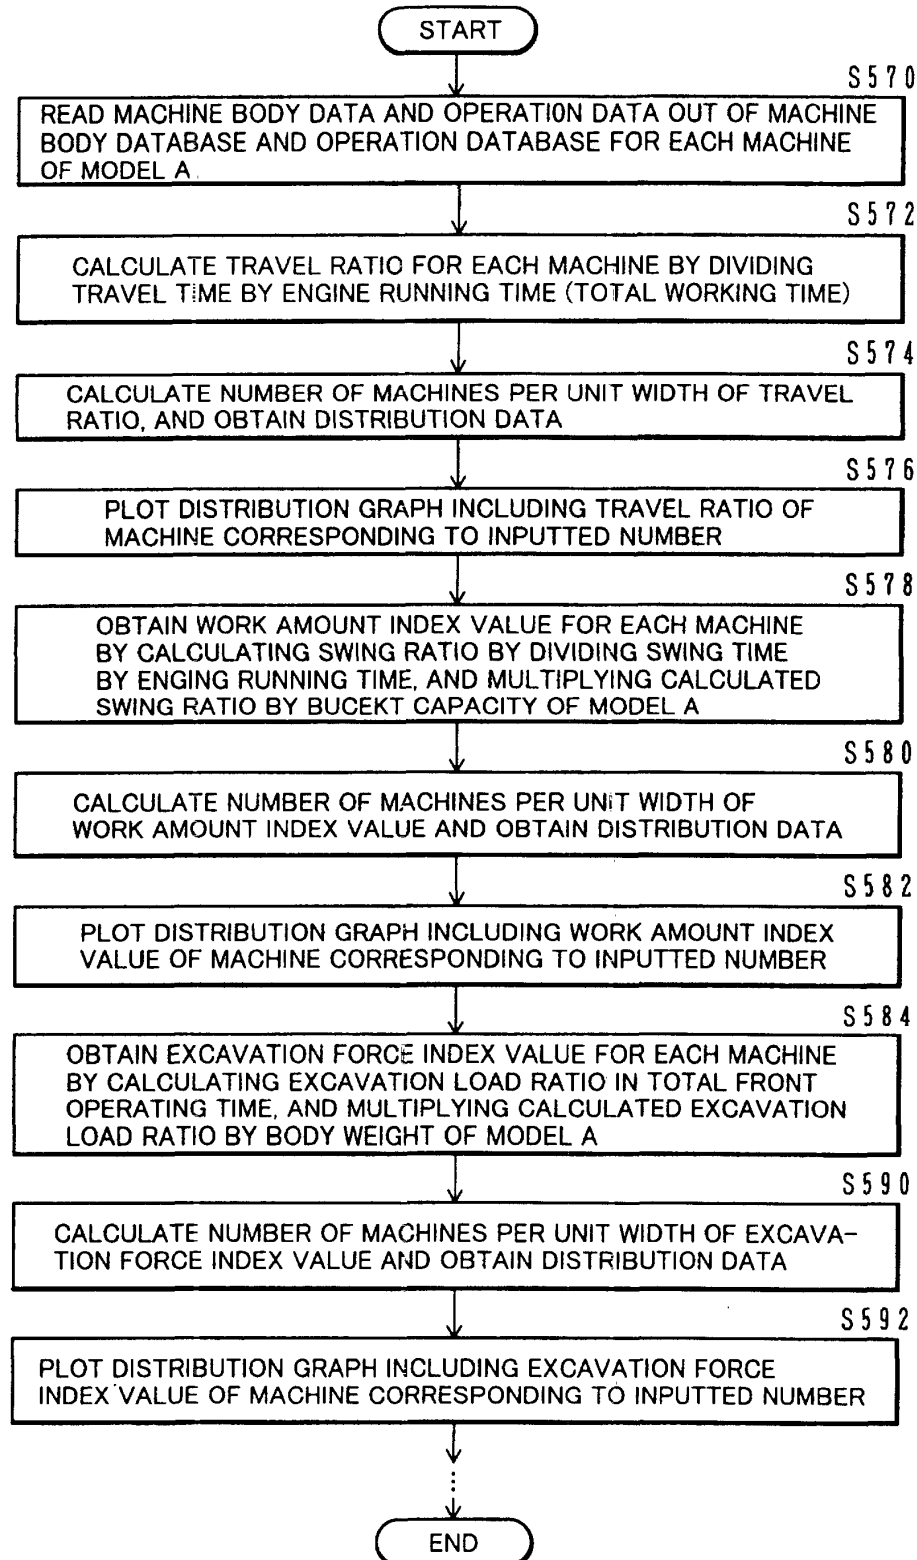 START
S570
READ MACHINE BODY DATA AND OPERATION DATA OUT OF MACHINE
BODY DATABASE AND OPERATION DATABASE FOR EACH MACHINE
OF MODEL A
S572
CALCULATE TRAVEL RATIO FOR EACH MACHINE BY DIVIDING
TRAVEL TIME BY ENGINE RUNNING TIME (TOTAL WORKING TIME)
S574
CALCULATE NUMBER OF MACHINES PER UNIT WIDTH OF TRAVEL
RATIO, AND OBTAIN DISTRIBUTION DATA
S576
PLOT DISTRIBUTION GRAPH INCLUDING TRAVEL RATIO OF
MACHINE CORRESPONDING TO INPUTTED NUMBER
S578
OBTAIN WORK AMOUNT INDEX VALUE FOR EACH MACHINE
BY CALCULATING SWING RATIO BY DIVIDING SWING TIME
BY ENGING RUNNING TIME, AND MULTIPLYING CALCULATED
SWING RATIO BY BUCEKT CAPACITY OF MODEL A
S580
CALCULATE NUMBER OF MACHINES PER UNIT WIDTH OF
WORK AMOUNT INDEX VALUE AND OBTAIN DISTRIBUTION DATA
S582
PLOT DISTRIBUTION GRAPH INCLUDING WORK AMOUNT INDEX
VALUE OF MACHINE CORRESPONDING TO INPUTTED NUMBER
S584
OBTAIN EXCAVATION FORCE INDEX VALUE FOR EACH MACHINE
BY CALCULATING EXCAVATION LOAD RATIO IN TOTAL FRONT
OPERATING TIME, AND MULTIPLYING CALCULATED EXCAVATION
LOAD RATIO BY BODY WEIGHT OF MODEL A
S590
CALCULATE NUMBER OF MACHINES PER UNIT WIDTH OF EXCAVA-
TION FORCE INDEX VALUE AND OBTAIN DISTRIBUTION DATA
S592
PLOT DISTRIBUTION GRAPH INCLUDING EXCAVATION FORCE
INDEX VALUE OF MACHINE CORRESPONDING TO INPUTTED NUMBER
END